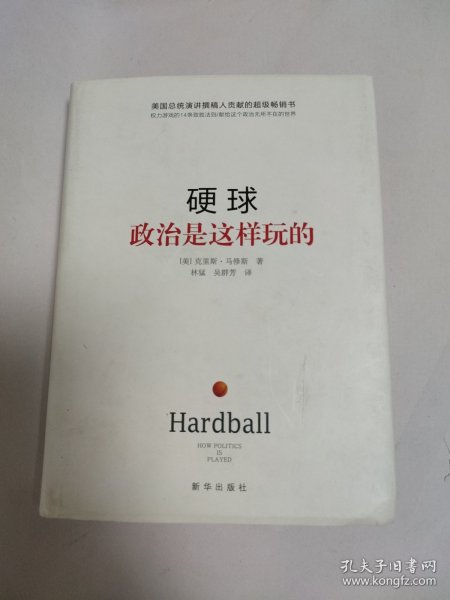 美国总统演讲撰稿人贡献的超级畅销书
权力游戏的14条致胜法则/献给这个政治无所不在的世界
硬球
政治是这样玩的
[美] 克里斯·马修斯 著
林猛 吴群芳 译
Hardball
HOW POLITICS
IS
PLAYED
新华出版社
孔夫子旧书网
www.kongfz.com